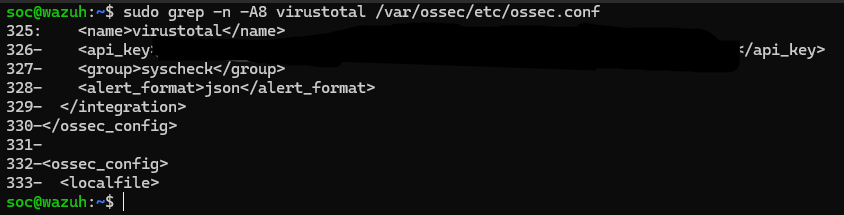 soc@wazuh:~$ sudo grep -n -A8 virustotal /var/ossec/etc/ossec.conf
325:    <name>virustotal</name>
326-    <api_key></api_key>
327-    <group>syscheck</group>
328-    <alert_format>json</alert_format>
329-  </integration>
330-</ossec_config>
331-
332-<ossec_config>
333-  <localfile>
soc@wazuh:~$